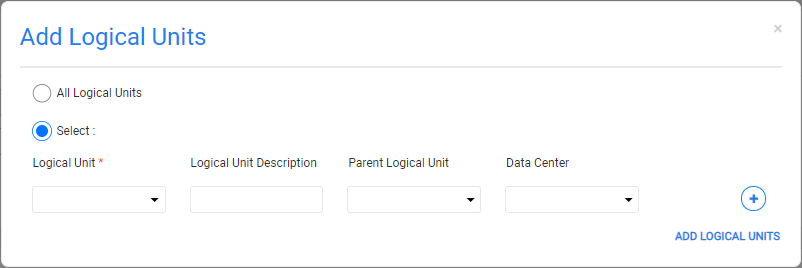 Add Logical Units
×
All Logical Units
Select :
Logical Unit * Logical Unit Description Parent Logical Unit Data Center
+
ADD LOGICAL UNITS